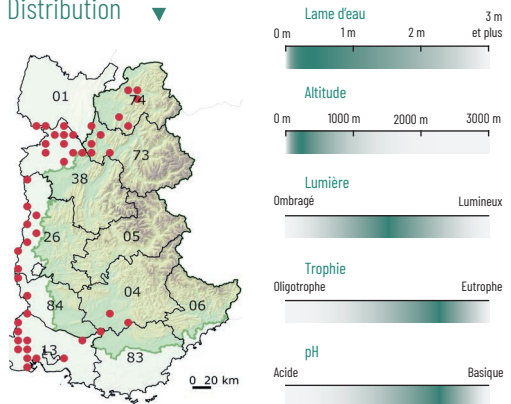 Distribution ▼
01
74
73
38
26
05
04
84
06
13
83
0 20 km
Lame d'eau
0 m 1 m 2 m 3 m et plus
Altitude
0 m 1000 m 2000 m 3000 m
Lumière
Ombragé Lumineux
Trophie
Oligotrophe Eutrophe
pH
Acide Basique